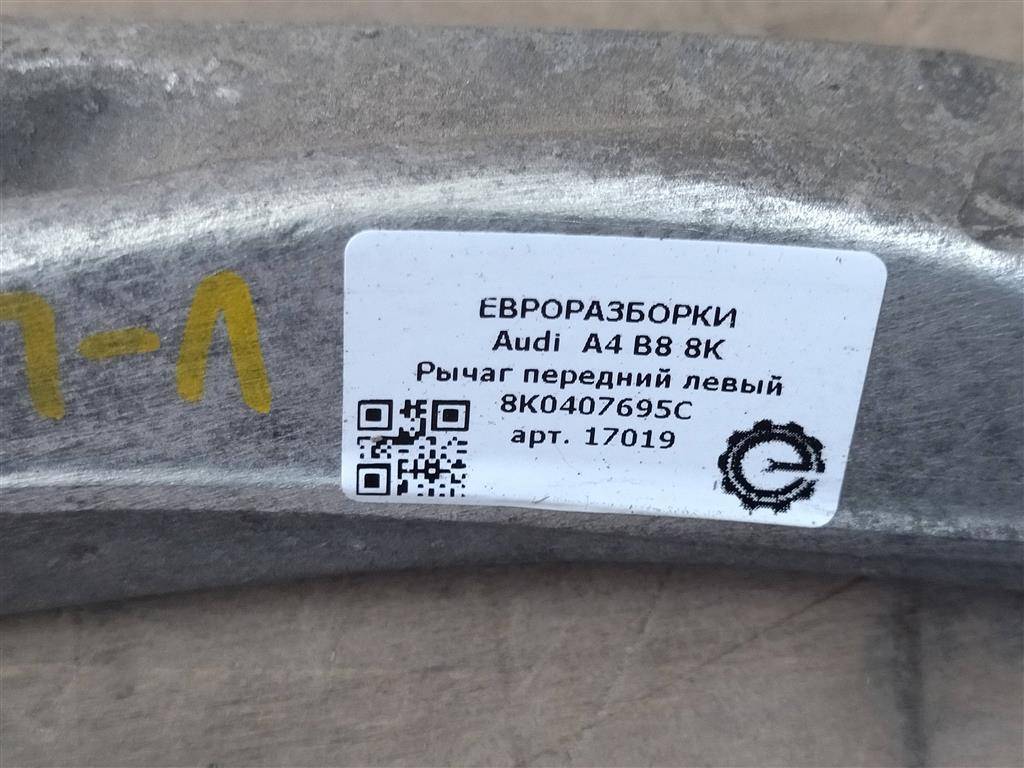 ЕВРОРАЗБОРКИ
Audi A4 B8 8K
Рычаг передний левый
8K0407695C
арт. 17019